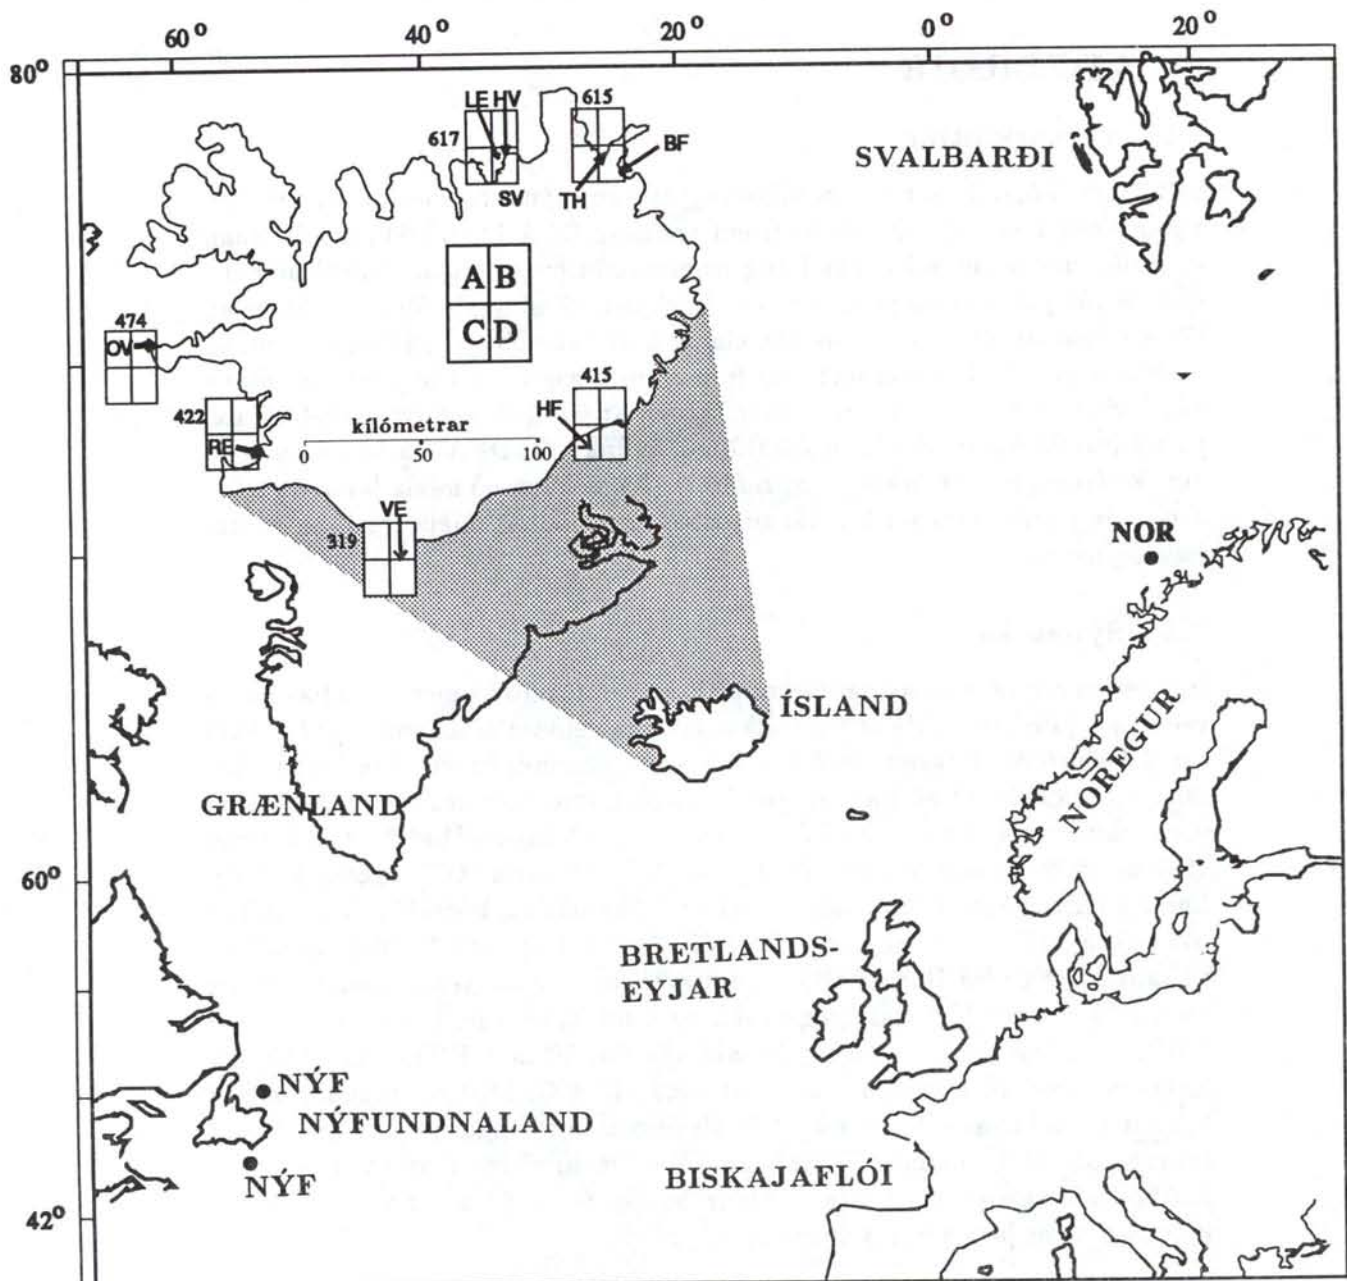 60° 40° 20° 0° 20°
80°
LE HV 615
617 BF
SV TH
SVALBARÐI
A B
C D
474
OV
415
HF
422
RE
kílómetrar
0 50 100
VE
319
NOR
ÍSLAND
NOREGUR
GRÆNLAND
60°
BRETLANDS-
EYJAR
NÝF
NÝFUNDNALAND
NÝF
BISKAJAFLÓI
42°